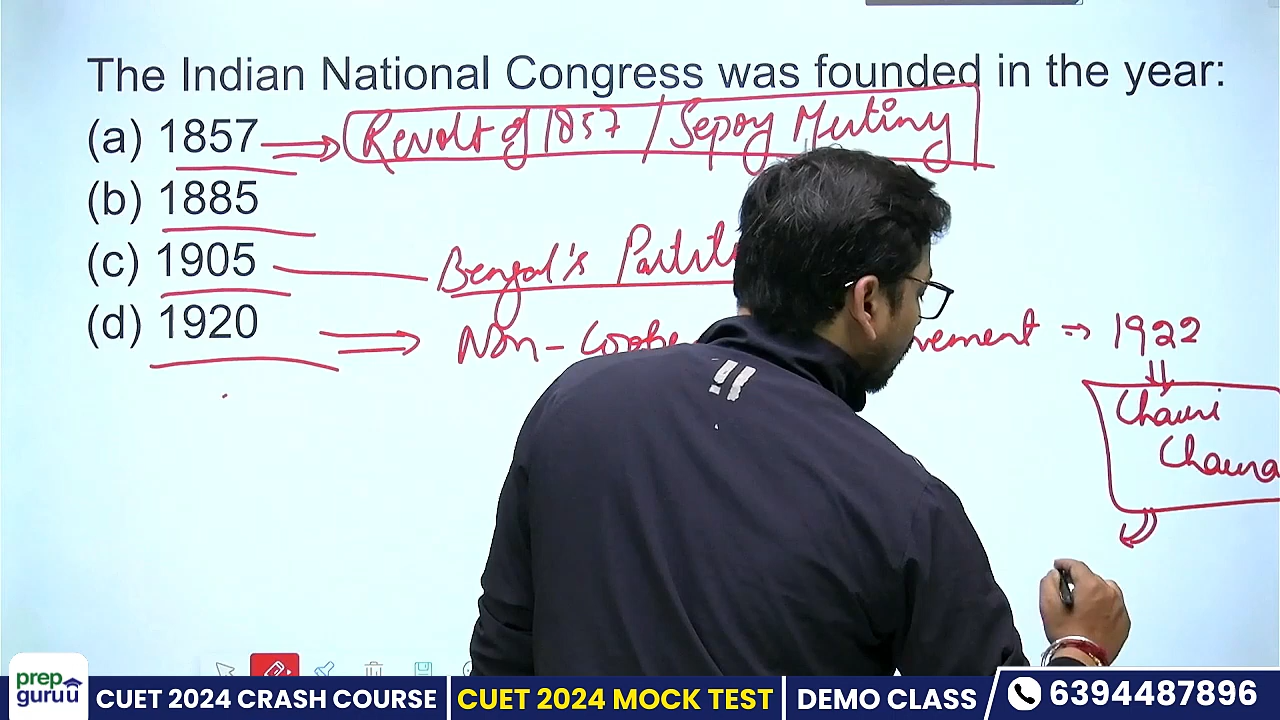 The Indian National Congress was founded in the year:
(a) 1857 Revolt of 1857 / Sepoy Mutiny
(b) 1885
(c) 1905 Bengal's
(d) 1920 Non- 1922
Chauri
Chaura
prep
guru
CUET 2024 CRASH COURSE CUET 2024 MOCK TEST DEMO CLASS 6394487896